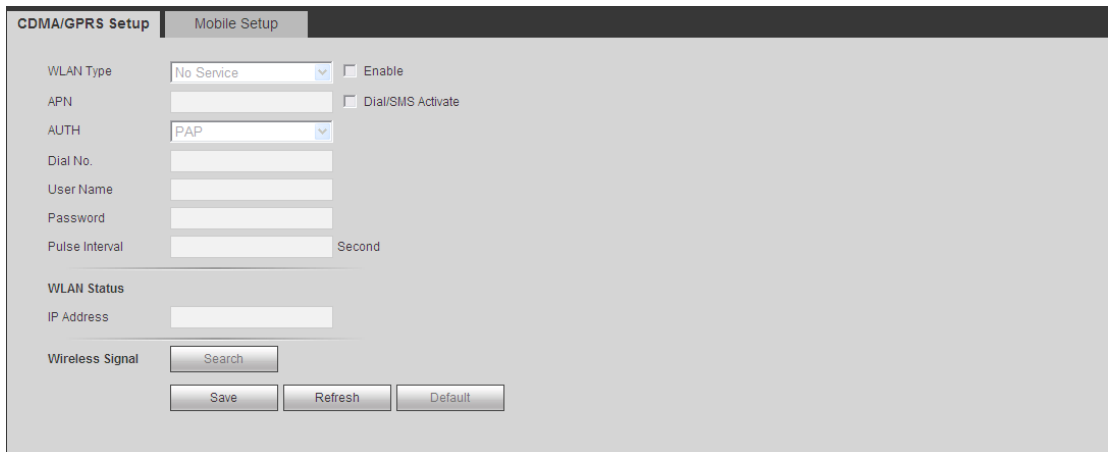 CDMA/GPRS Setup Mobile Setup
WLAN Type No Service Enable
APN Dial/SMS Activate
AUTH PAP
Dial No.
User Name
Password
Pulse Interval Second
WLAN Status
IP Address
Wireless Signal Search
Save Refresh Default